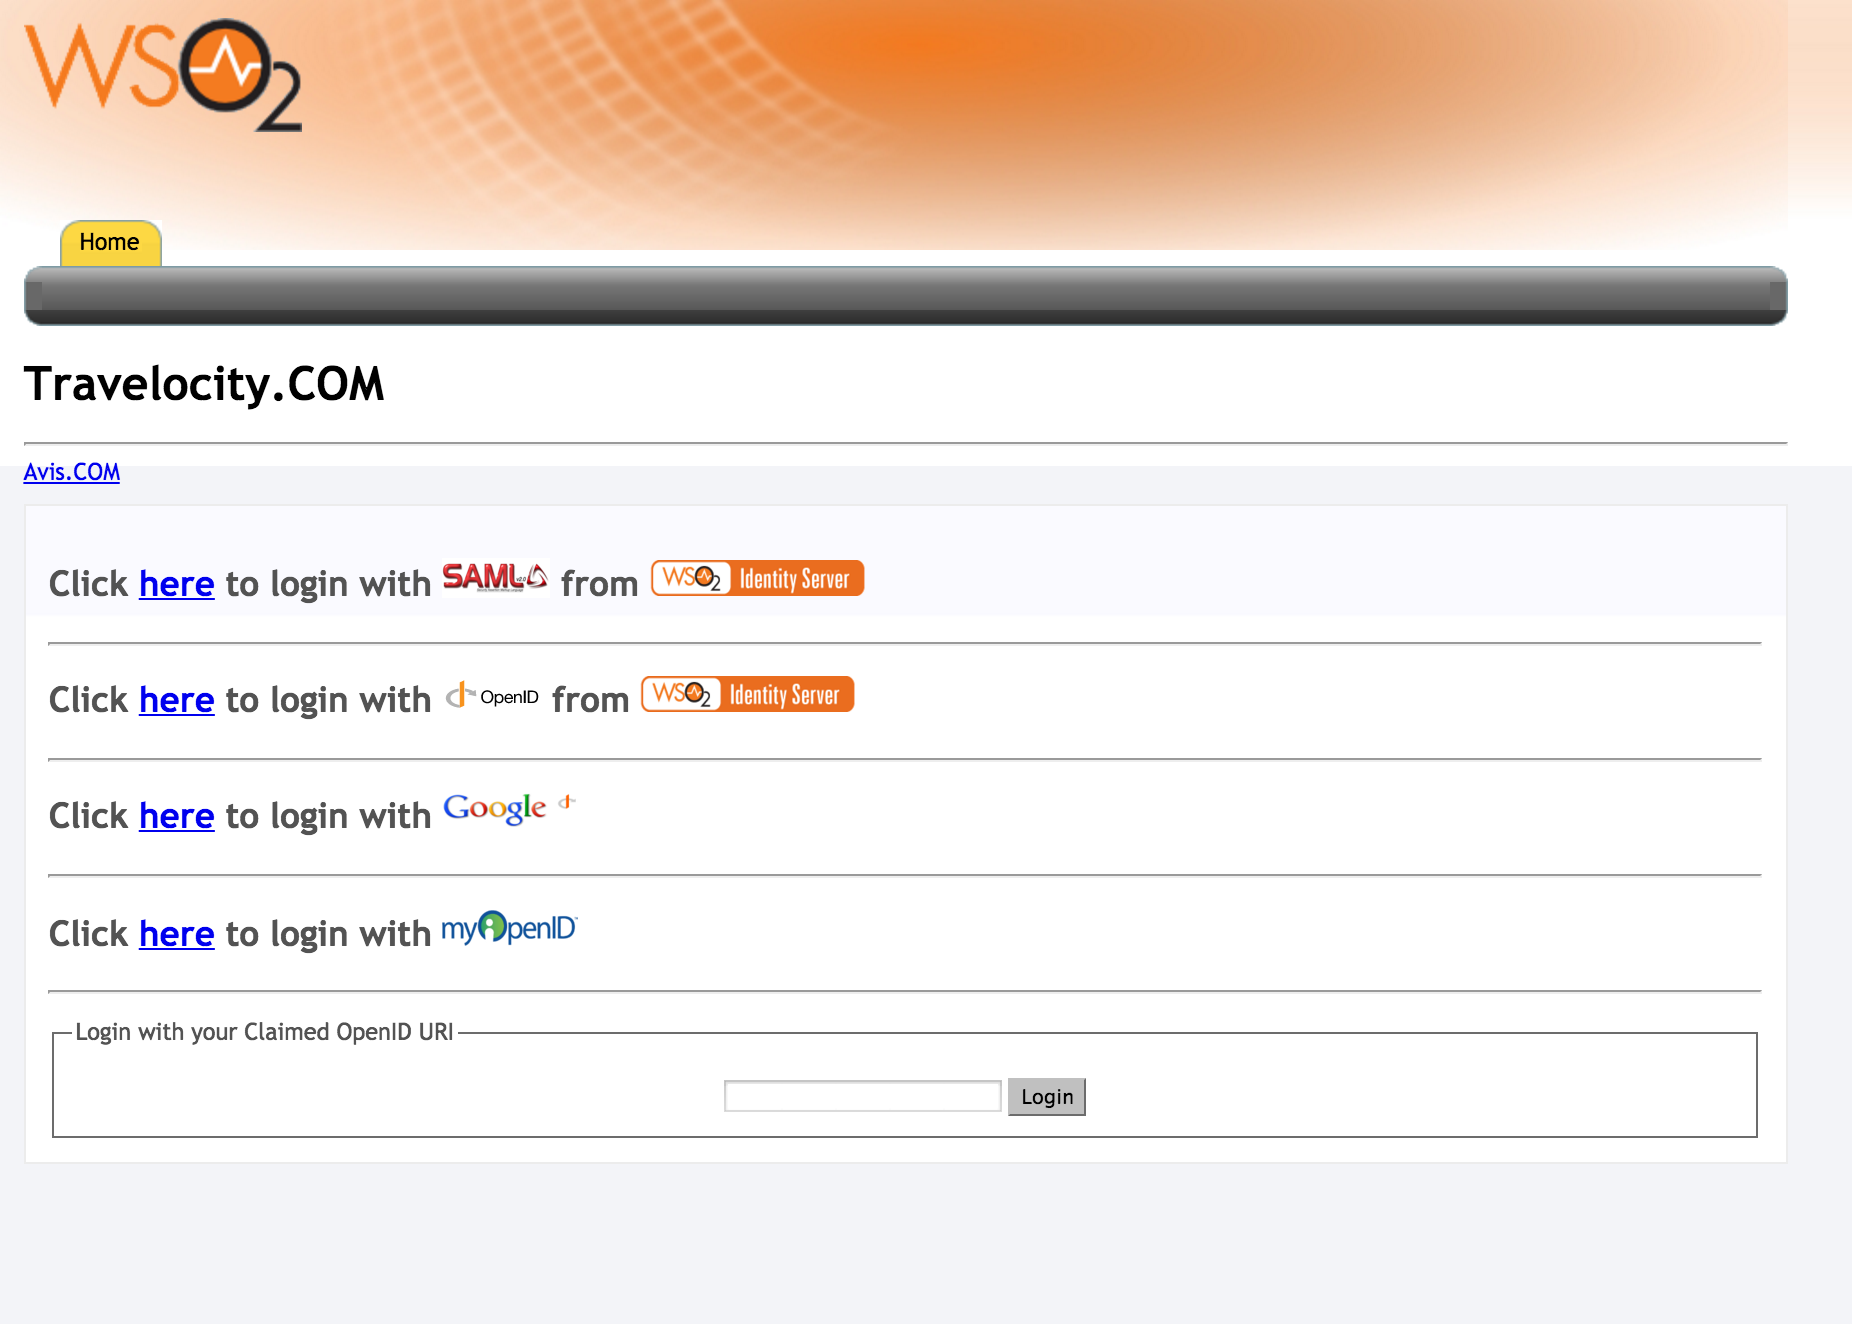 WSO2
Home
Travelocity.COM
Avis.COM
Click here to login with SAML v2.0 from WSO2 Identity Server
Click here to login with OpenID from WSO2 Identity Server
Click here to login with Google
Click here to login with myOpenID
Login with your Claimed OpenID URI
Login